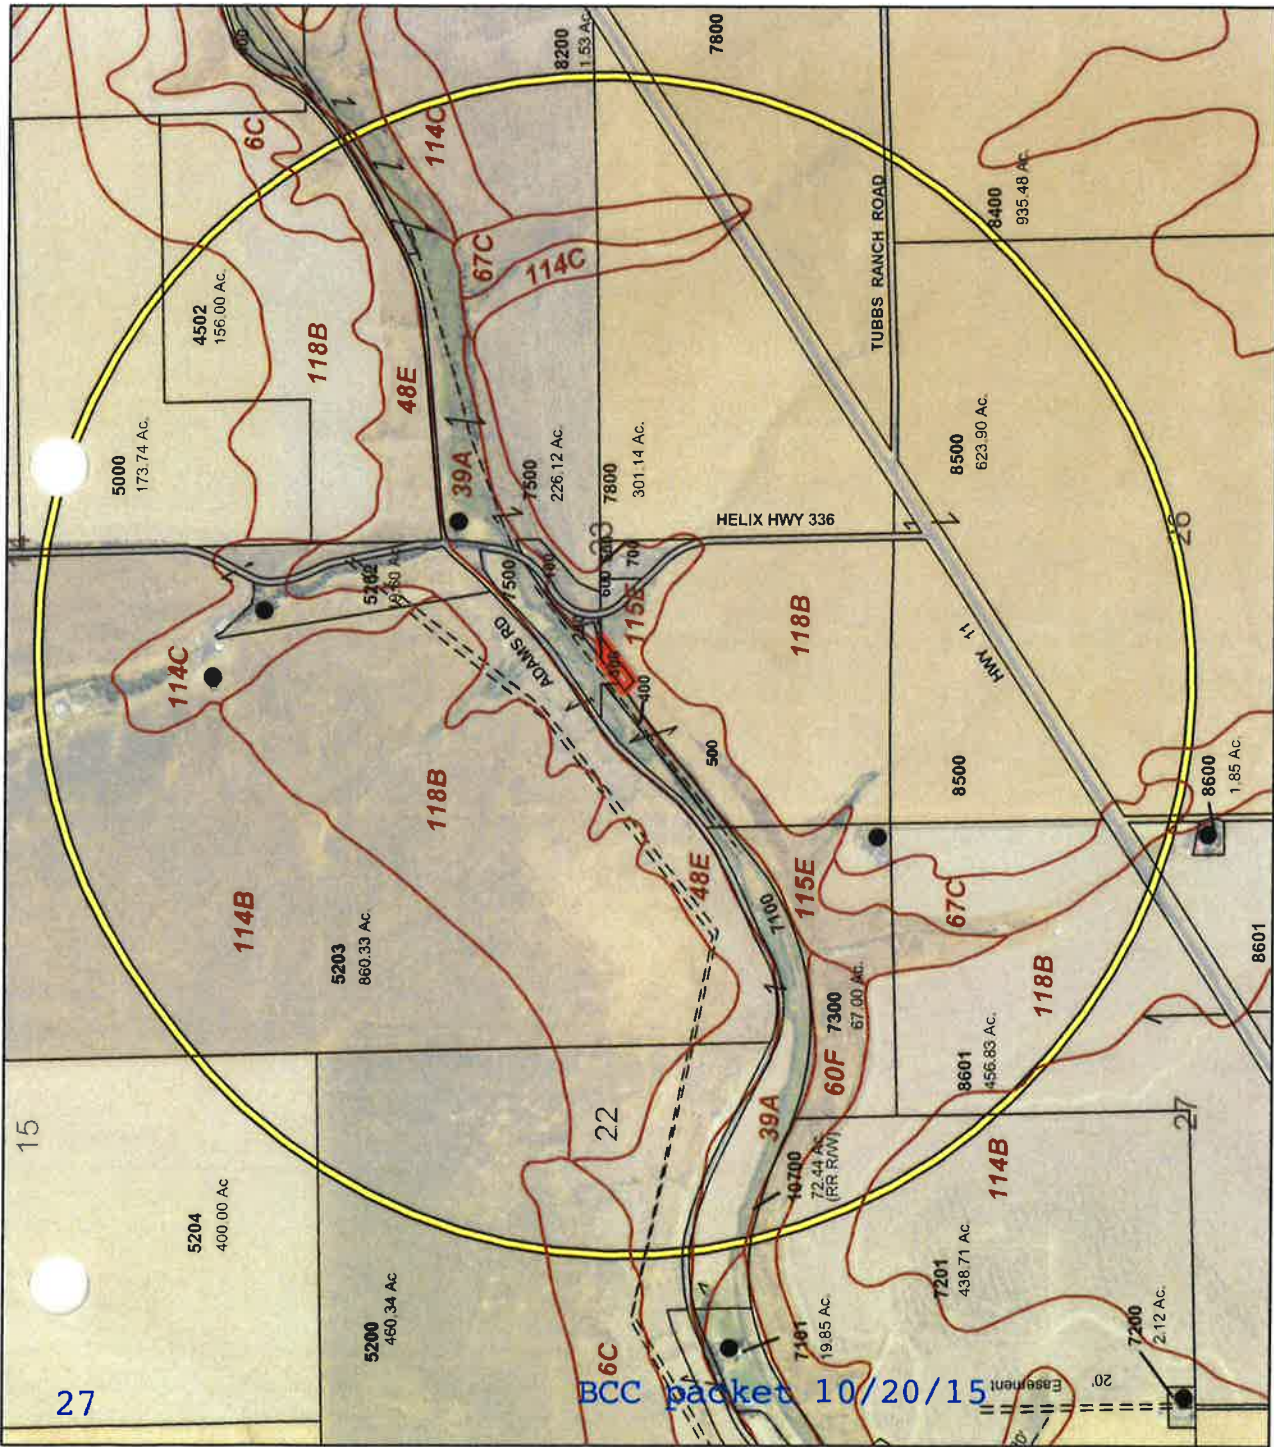 8200
1.53 Ac.
7800
6C
114C
4502
156.00 Ac.
118B
67C
114C
TUBBS RANCH ROAD
8400
935.48 Ac.
48E
5000
173.74 Ac.
39A
7500
226.12 Ac.
7800
301.14 Ac.
8500
623.90 Ac.
HELIX HWY 336
26
5202
7500
600
700
115E
ADAMS RD
118B
114C
400
HWY 11
118B
500
8500
8600
1.85 Ac.
114B
48E
7100
115E
67C
5203
860.33 Ac.
7300
67.00 Ac.
118B
8601
15
22
60F
8601
456.83 Ac.
39A
27
5204
400.00 Ac
10700
72.44 Ac.
(RR R/W)
114B
5200
460.34 Ac
7201
438.71 Ac.
6C
7101
19.85 Ac.
7200
2.12 Ac.
20'
Easement
27
BCC packet 10/20/15